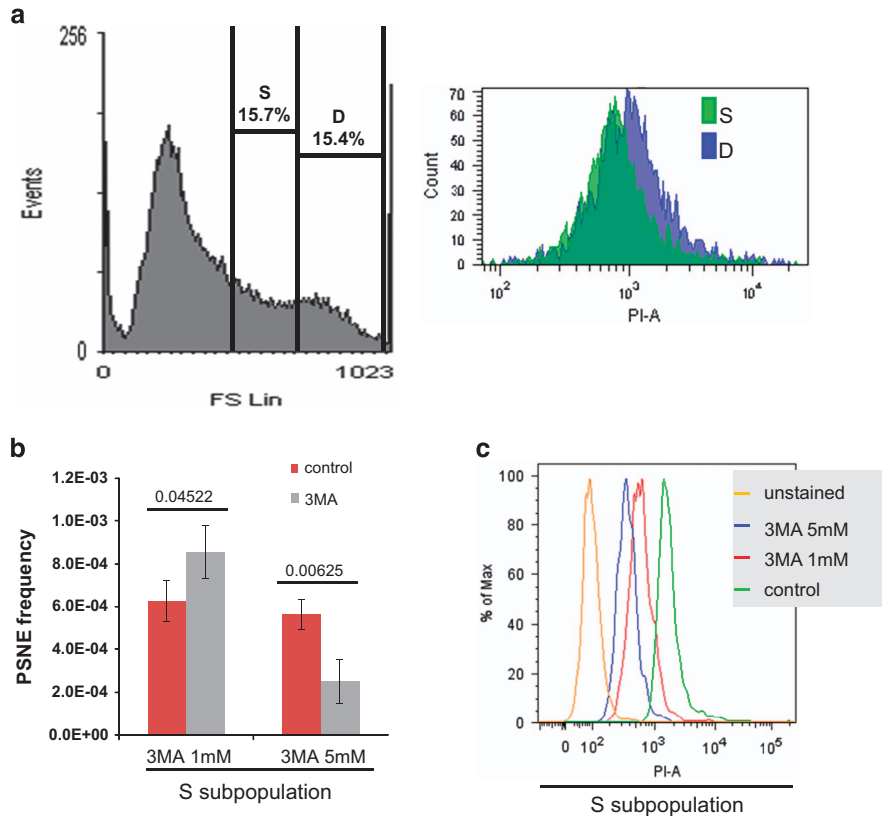 a
256
Events
0
0
1023
FS Lin
S
15.7%
D
15.4%
70
60
50
40
30
20
10
0
Count
10²
10³
10⁴
PI-A
S
D
b
PSNE frequency
1.2E-03
1.0E-03
8.0E-04
6.0E-04
4.0E-04
2.0E-04
0.0E+00
control
3MA
0.04522
0.00625
3MA 1mM
3MA 5mM
S subpopulation
c
% of Max
100
80
60
40
20
0
0
10²
10³
10⁴
10⁵
PI-A
unstained
3MA 5mM
3MA 1mM
control
S subpopulation